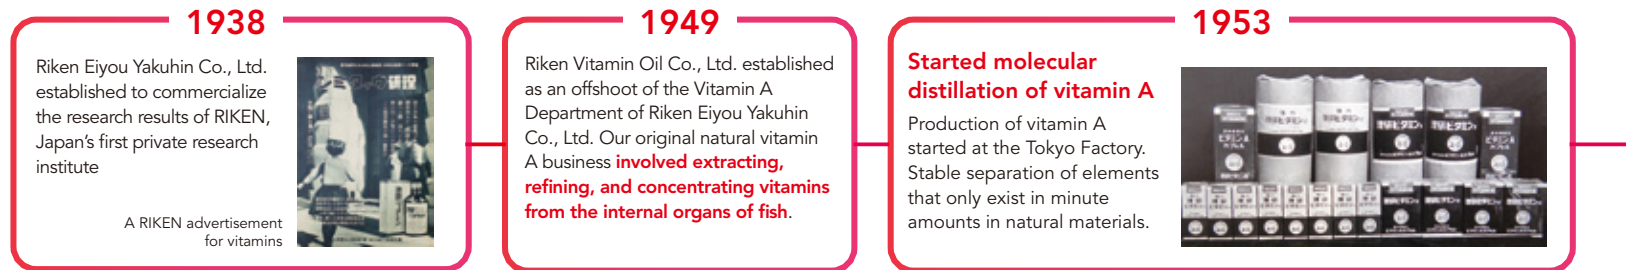 1938
Riken Eiyou Yakuhin Co., Ltd.
established to commercialize
the research results of RIKEN,
Japan's first private research
institute
A RIKEN advertisement
for vitamins
1949
Riken Vitamin Oil Co., Ltd. established
as an offshoot of the Vitamin A
Department of Riken Eiyou Yakuhin
Co., Ltd. Our original natural vitamin
A business involved extracting,
refining, and concentrating vitamins
from the internal organs of fish.
1953
Started molecular
distillation of vitamin A
Production of vitamin A
started at the Tokyo Factory.
Stable separation of elements
that only exist in minute
amounts in natural materials.